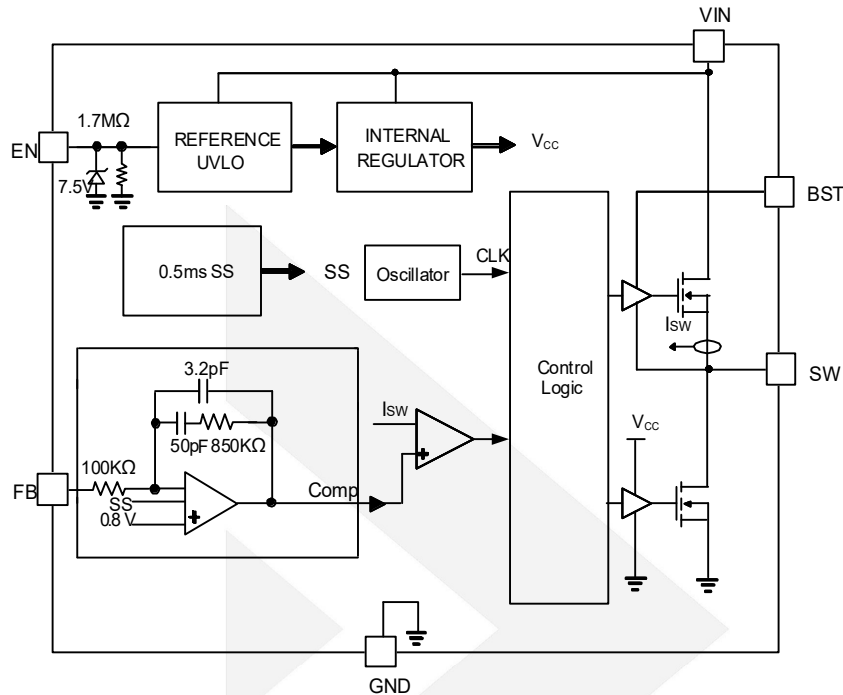 VIN
1.7MΩ
EN
7.5V
REFERENCE
UVLO
INTERNAL
REGULATOR
VCC
BST
0.5ms SS
SS
Oscillator
CLK
Control
Logic
ISW
SW
3.2pF
50pF 850KΩ
ISW
+
VCC
100KΩ
FB
SS
0.8 V
+
Comp
GND